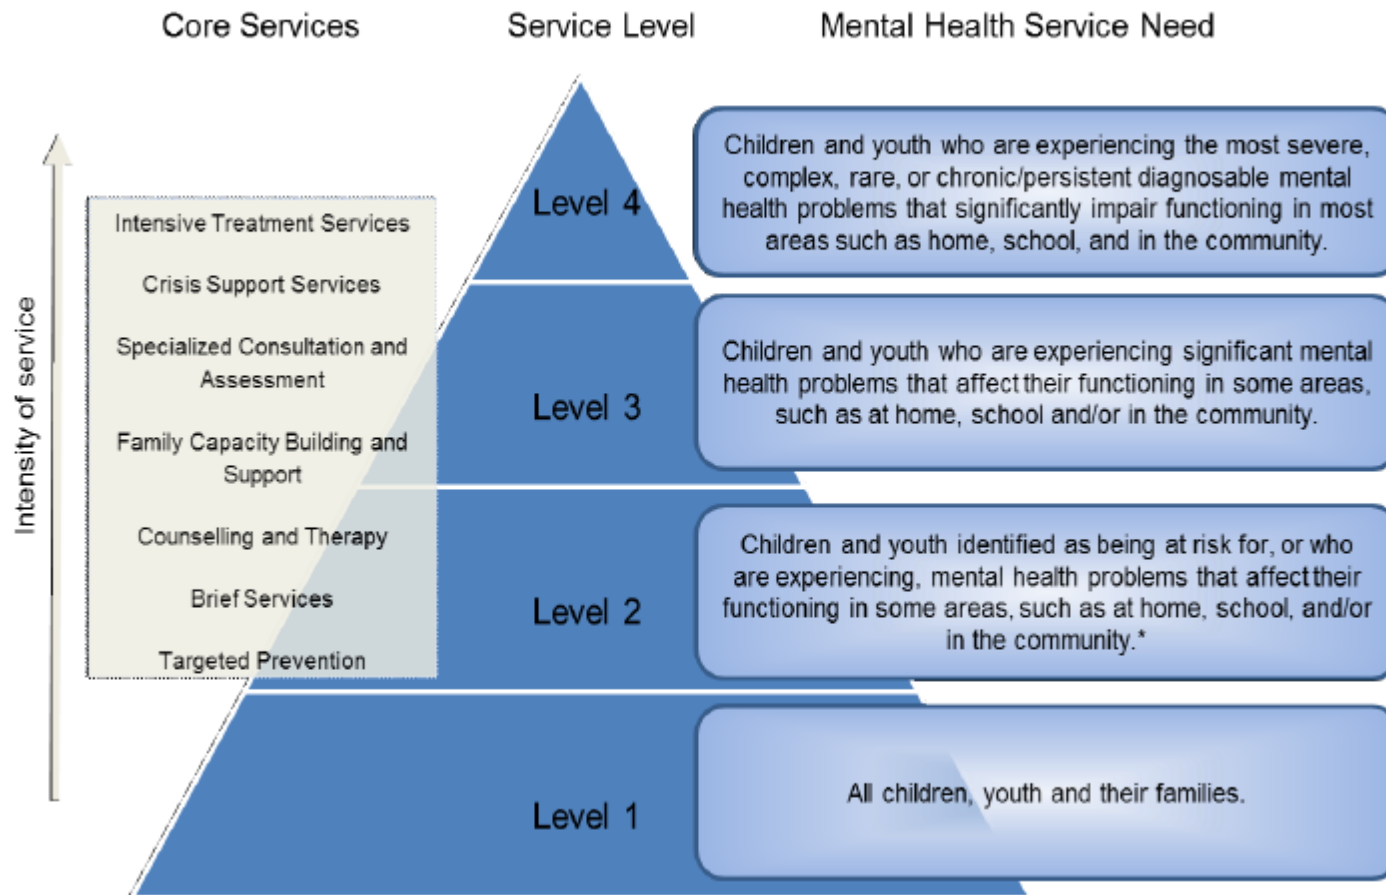 Core Services
Service Level
Mental Health Service Need
Intensity of service
Intensive Treatment Services
Crisis Support Services
Specialized Consultation and
Assessment
Family Capacity Building and
Support
Counselling and Therapy
Brief Services
Targeted Prevention
Level 4
Children and youth who are experiencing the most severe,
complex, rare, or chronic/persistent diagnosable mental
health problems that significantly impair functioning in most
areas such as home, school, and in the community.
Level 3
Children and youth who are experiencing significant mental
health problems that affect their functioning in some areas,
such as at home, school and/or in the community.
Level 2
Children and youth identified as being at risk for, or who
are experiencing, mental health problems that affect their
functioning in some areas, such as at home, school, and/or
in the community.*
Level 1
All children, youth and their families.